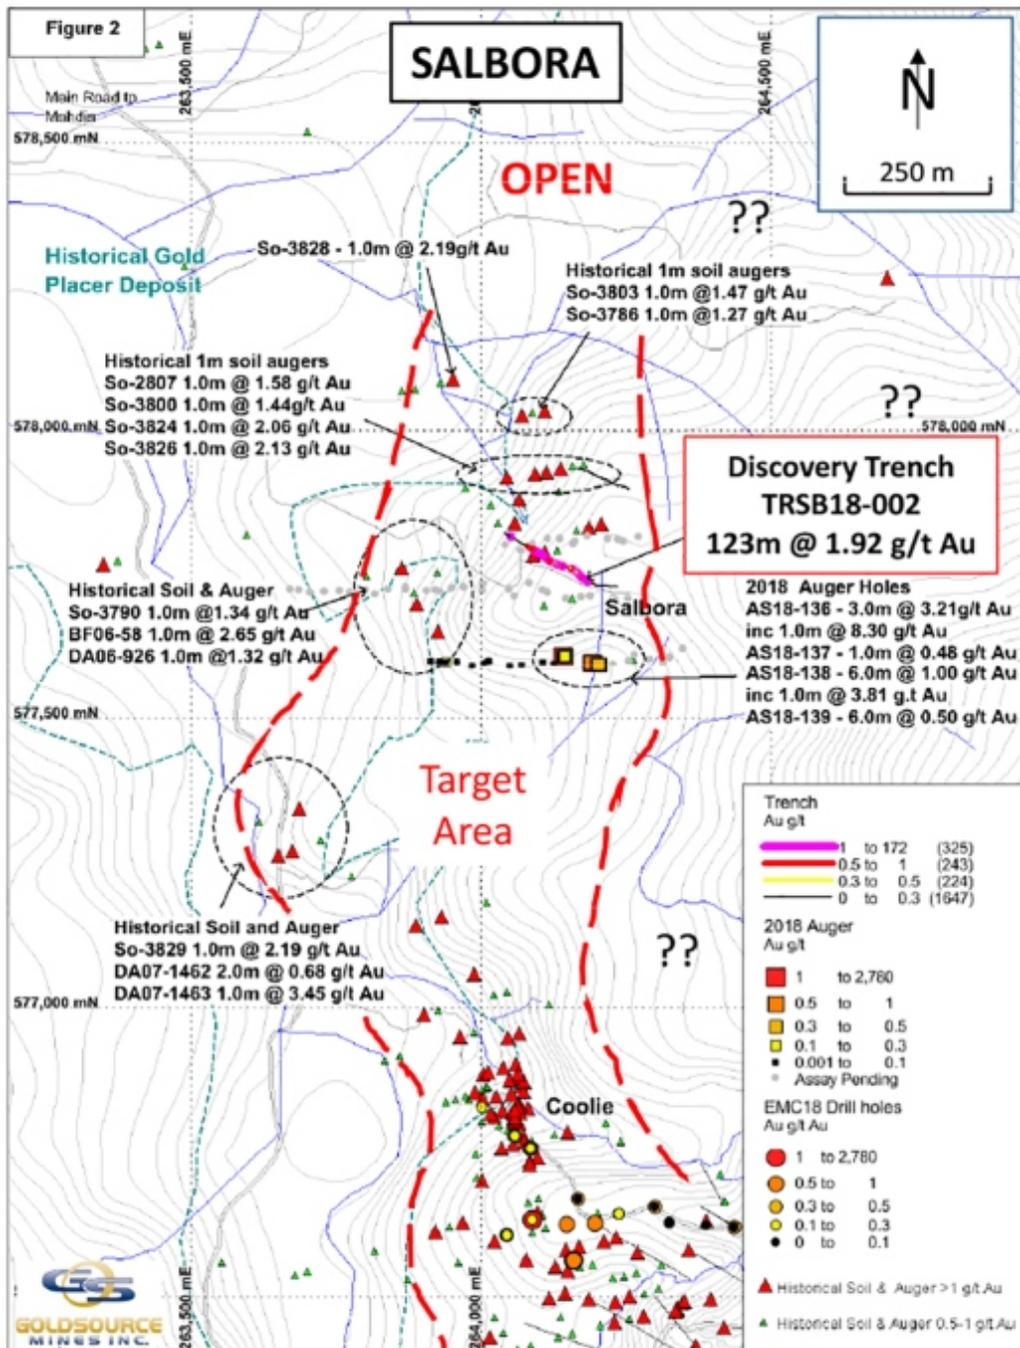 Figure 2
SALBORA
N
250 m
263,500 mE
264,500 mE
Main Road to
Mahdia
578,500 mN
OPEN
??
Historical Gold
Placer Deposit
So-3828 - 1.0m @ 2.19g/t Au
Historical 1m soil augers
So-3803 1.0m @1.47 g/t Au
So-3786 1.0m @1.27 g/t Au
Historical 1m soil augers
So-2807 1.0m @ 1.58 g/t Au
So-3800 1.0m @ 1.44g/t Au
So-3824 1.0m @ 2.06 g/t Au
So-3826 1.0m @ 2.13 g/t Au
??
578,000 mN
578,000 mN
Discovery Trench
TRSB18-002
123m @ 1.92 g/t Au
Historical Soil & Auger
So-3790 1.0m @1.34 g/t Au
BF06-58 1.0m @ 2.65 g/t Au
DA06-926 1.0m @1.32 g/t Au
Salbora
2018 Auger Holes
AS18-136 - 3.0m @ 3.21g/t Au
inc 1.0m @ 8.30 g/t Au
AS18-137 - 1.0m @ 0.48 g/t Au
AS18-138 - 6.0m @ 1.00 g/t Au
inc 1.0m @ 3.81 g.t Au
AS18-139 - 6.0m @ 0.50 g/t Au
577,500 mN
Target
Area
Historical Soil and Auger
So-3829 1.0m @ 2.19 g/t Au
DA07-1462 2.0m @ 0.68 g/t Au
DA07-1463 1.0m @ 3.45 g/t Au
??
577,000 mN
Coolie
Trench
Au g/t
1 to 172 (325)
0.5 to 1 (243)
0.3 to 0.5 (224)
0 to 0.3 (1647)
2018 Auger
Au g/t
1 to 2,780
0.5 to 1
0.3 to 0.5
0.1 to 0.3
0.001 to 0.1
Assay Pending
EMC18 Drill holes
Au g/t Au
1 to 2,780
0.5 to 1
0.3 to 0.5
0.1 to 0.3
0 to 0.1
Historical Soil & Auger >1 g/t Au
Historical Soil & Auger 0.5-1 g/t Au
263,500 mE
264,000 mE
GOLDSOURCE
MINES INC.